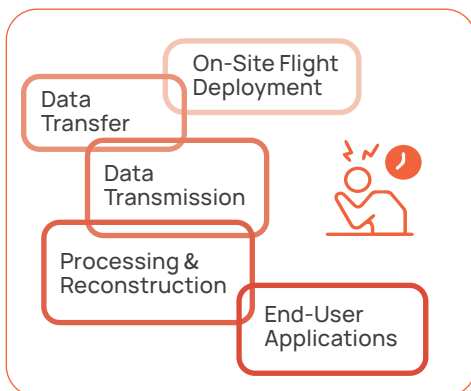 On-Site Flight
Deployment
Data
Transfer
Data
Transmission
Processing &
Reconstruction
End-User
Applications